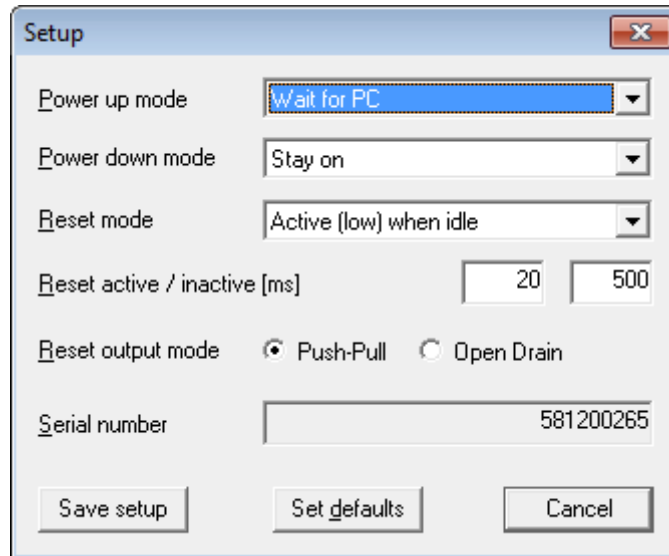 Setup
Power up mode Wait for PC
Power down mode Stay on
Reset mode Active (low) when idle
Reset active / inactive [ms] 20 500
Reset output mode Push-Pull Open Drain
Serial number 581200265
Save setup Set defaults Cancel